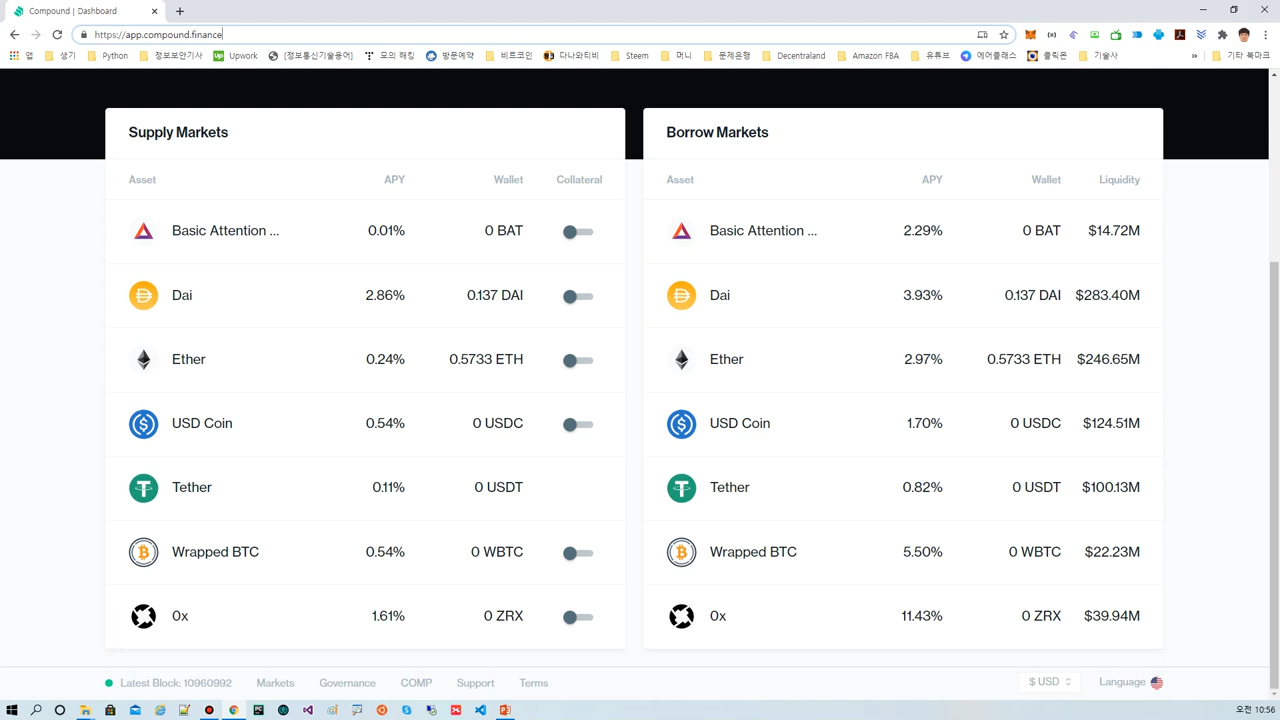 Compound | Dashboard
https://app.compound.finance
앱 생기 Python 정보보안기사 Upwork [정보통신기술용어] 모의 해킹 방문예약 비트코인 다나와티비 Steem 머니 문제은행 Decentraland Amazon FBA 유튜브 에어플래스 클릭몬 기술사 » 기타 북마크
Supply Markets
Asset APY Wallet Collateral
Basic Attention ... 0.01% 0 BAT
Dai 2.86% 0.137 DAI
Ether 0.24% 0.5733 ETH
USD Coin 0.54% 0 USDC
Tether 0.11% 0 USDT
Wrapped BTC 0.54% 0 WBTC
0x 1.61% 0 ZRX
Borrow Markets
Asset APY Wallet Liquidity
Basic Attention ... 2.29% 0 BAT $14.72M
Dai 3.93% 0.137 DAI $283.40M
Ether 2.97% 0.5733 ETH $246.65M
USD Coin 1.70% 0 USDC $124.51M
Tether 0.82% 0 USDT $100.13M
Wrapped BTC 5.50% 0 WBTC $22.23M
0x 11.43% 0 ZRX $39.94M
Latest Block: 10960992 Markets Governance COMP Support Terms $ USD Language
오전 10:56